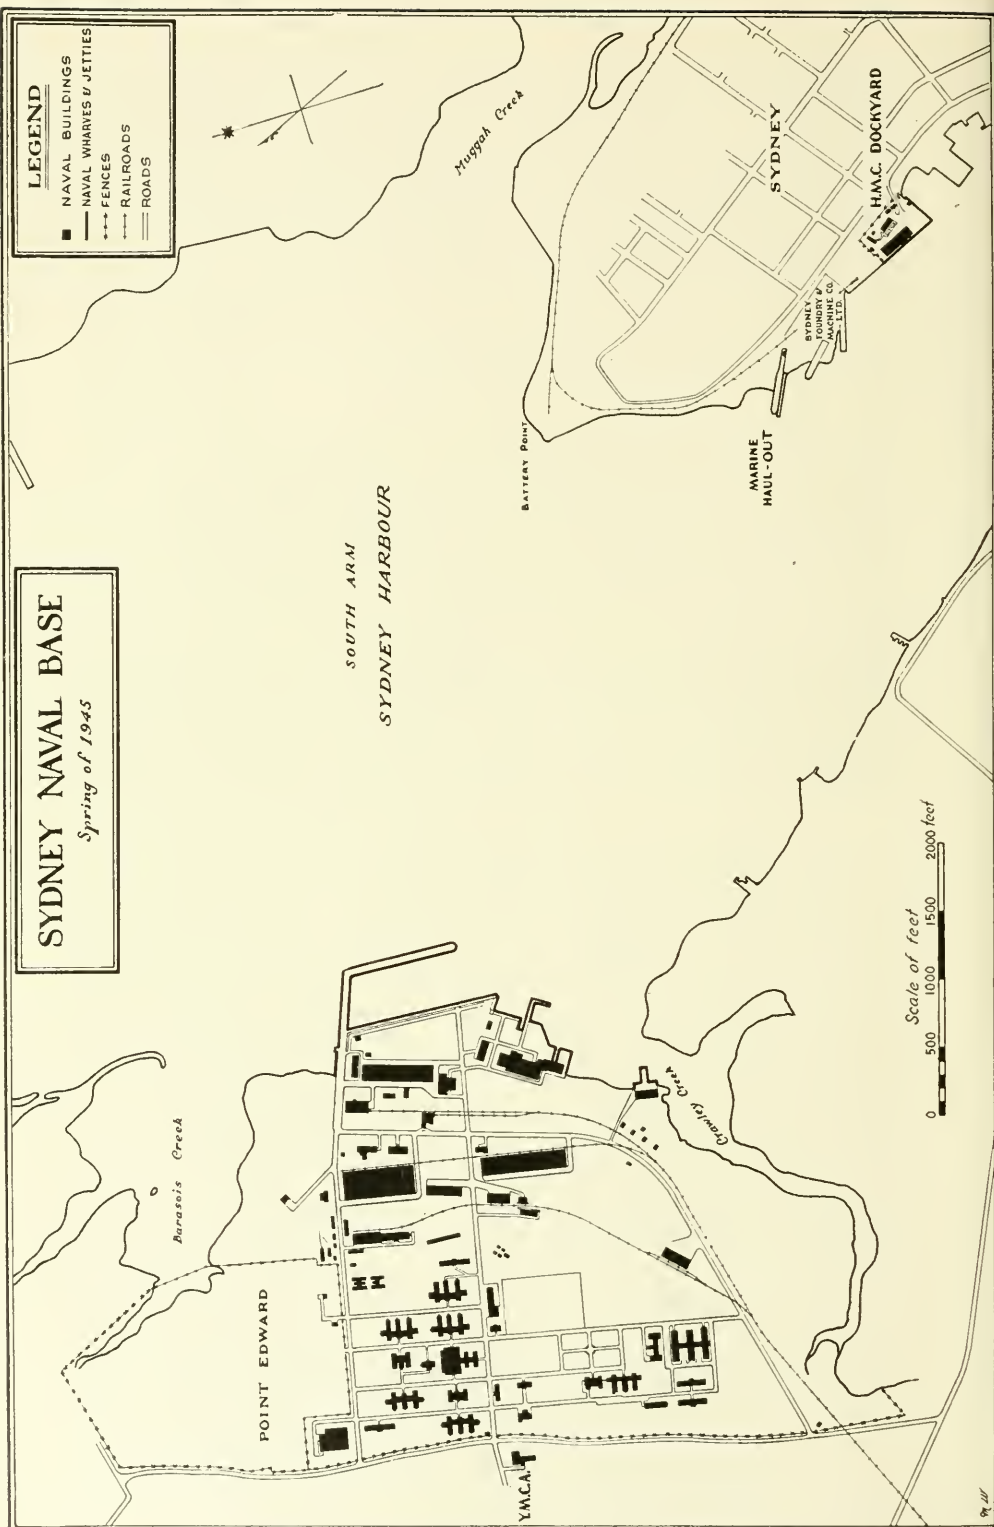 SYDNEY NAVAL BASE
Spring of 1945
LEGEND
NAVAL BUILDINGS
NAVAL WHARVES & JETTIES
FENCES
RAILROADS
ROADS
Barasois Creek
POINT EDWARD
Y.M.C.A.
Crawley Creek
SOUTH ARM
SYDNEY HARBOUR
Muggah Creek
BATTERY POINT
SYDNEY
H.M.C. DOCKYARD
SYDNEY
FOUNDRY &
MACHINE CO.
LTD.
MARINE
HAUL-OUT
Scale of feet
0 500 1000 1500 2000 feet